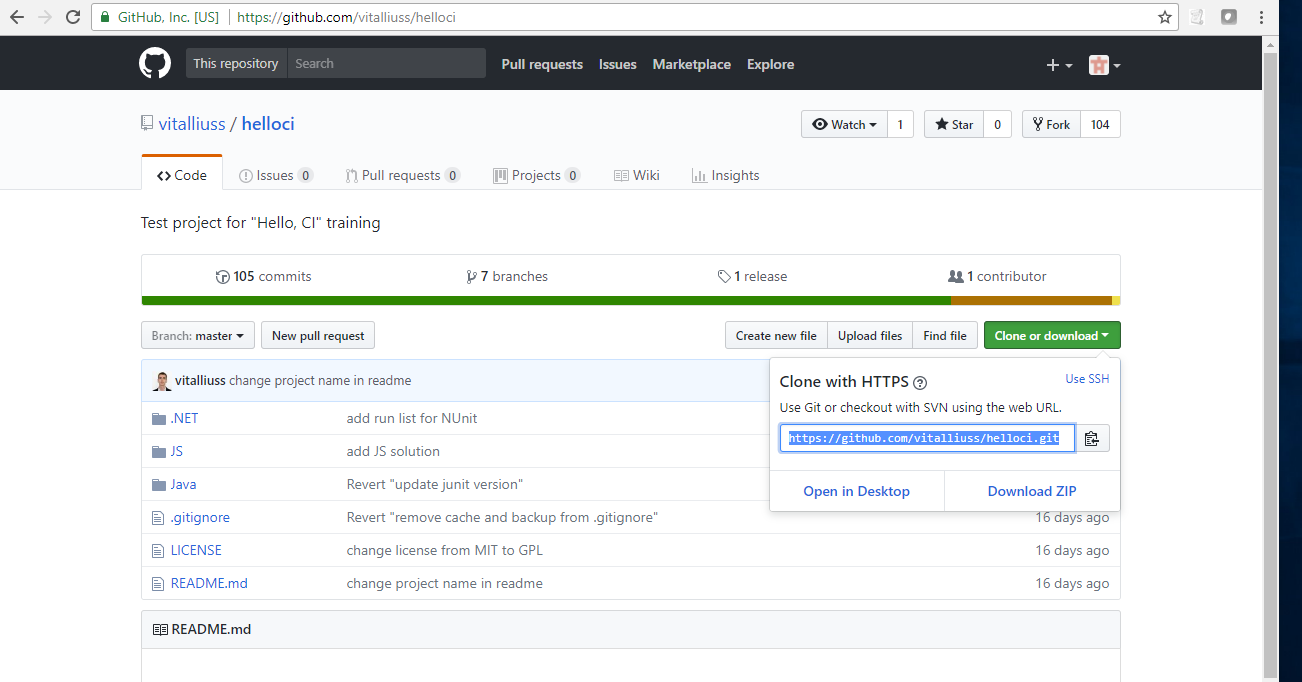 GitHub, Inc. [US] https://github.com/vitalliuss/helloci
This repository Search Pull requests Issues Marketplace Explore
vitalliuss / helloci Watch 1 Star 0 Fork 104
Code Issues 0 Pull requests 0 Projects 0 Wiki Insights
Test project for "Hello, CI" training
105 commits 7 branches 1 release 1 contributor
Branch: master New pull request Create new file Upload files Find file Clone or download
vitalliuss change project name in readme
Clone with HTTPS ? Use SSH
Use Git or checkout with SVN using the web URL.
.NET add run list for NUnit
https://github.com/vitalliuss/helloci.git
JS add JS solution
Java Revert "update junit version"
Open in Desktop Download ZIP
.gitignore Revert "remove cache and backup from .gitignore" 16 days ago
LICENSE change license from MIT to GPL 16 days ago
README.md change project name in readme 16 days ago
README.md